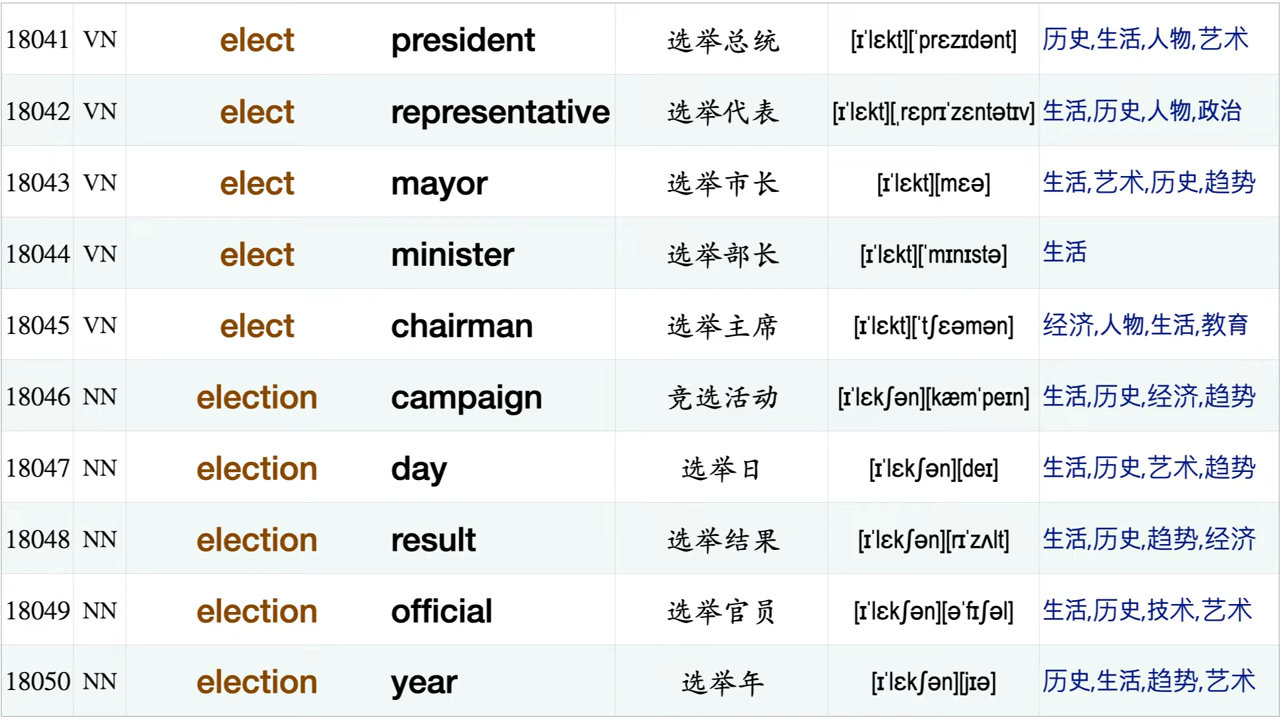 18041 VN elect president 选举总统 [ɪˈlɛkt][ˈprɛzɪdənt] 历史,生活,人物,艺术
18042 VN elect representative 选举代表 [ɪˈlɛkt][ˌrɛprɪˈzɛntətɪv] 生活,历史,人物,政治
18043 VN elect mayor 选举市长 [ɪˈlɛkt][mɛə] 生活,艺术,历史,趋势
18044 VN elect minister 选举部长 [ɪˈlɛkt][ˈmɪnɪstə] 生活
18045 VN elect chairman 选举主席 [ɪˈlɛkt][ˈtʃɛəmən] 经济,人物,生活,教育
18046 NN election campaign 竞选活动 [ɪˈlɛkʃən][kæmˈpeɪn] 生活,历史,经济,趋势
18047 NN election day 选举日 [ɪˈlɛkʃən][deɪ] 生活,历史,艺术,趋势
18048 NN election result 选举结果 [ɪˈlɛkʃən][rɪˈzʌlt] 生活,历史,趋势,经济
18049 NN election official 选举官员 [ɪˈlɛkʃən][əˈfɪʃəl] 生活,历史,技术,艺术
18050 NN election year 选举年 [ɪˈlɛkʃən][jɪə] 历史,生活,趋势,艺术